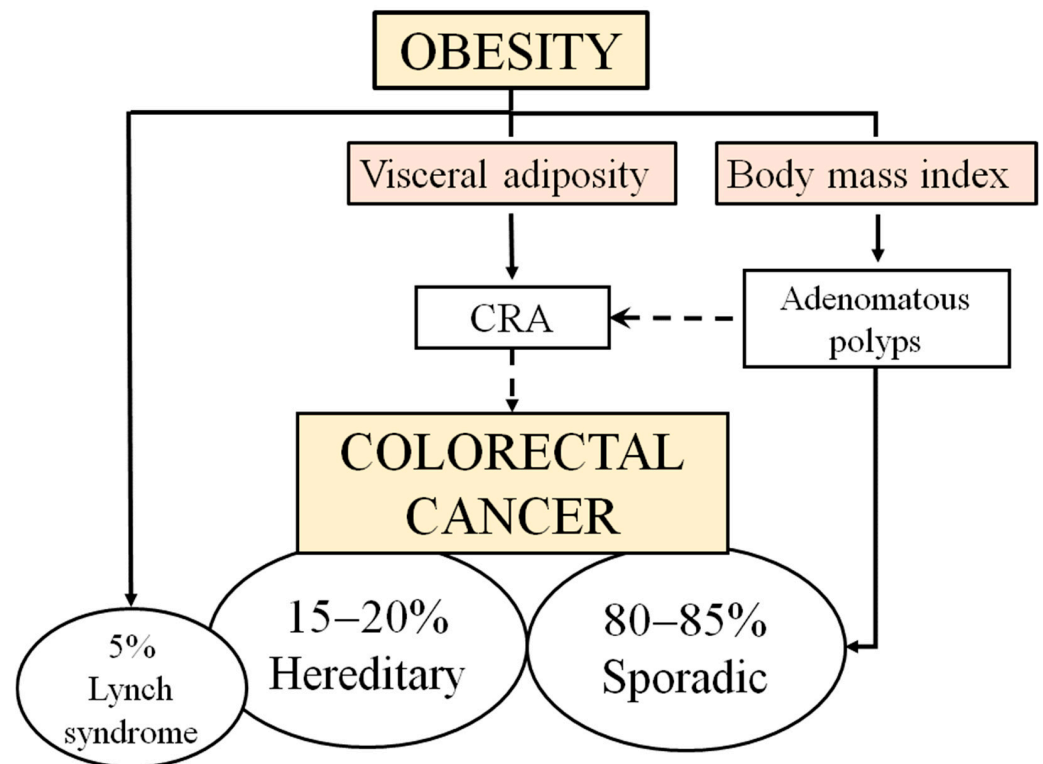 OBESITY
Visceral adiposity
Body mass index
CRA
Adenomatous
polyps
COLORECTAL
CANCER
15–20%
Hereditary
80–85%
Sporadic
5%
Lynch
syndrome